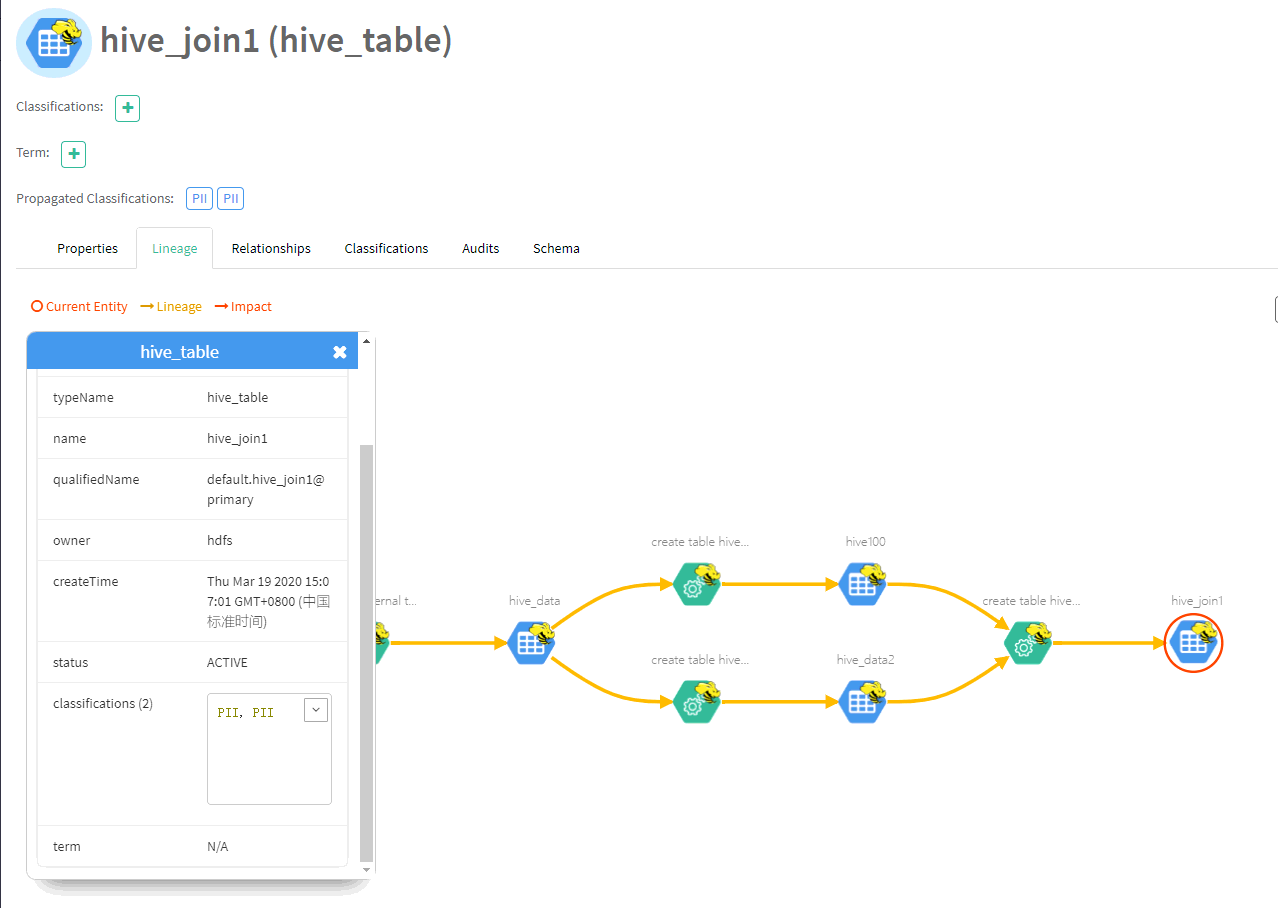 hive_join1 (hive_table)
Classifications:
Term:
Propagated Classifications: PII PII
Properties Lineage Relationships Classifications Audits Schema
Current Entity Lineage Impact
hive_table
typeName hive_table
name hive_join1
qualifiedName default.hive_join1@
primary
owner hdfs
createTime Thu Mar 19 2020 15:0
7:01 GMT+0800 (中国
标准时间)
status ACTIVE
classifications (2) PII, PII
term N/A
ernal t...
hive_data
create table hive...
hive100
create table hive...
hive_data2
create table hive...
hive_join1